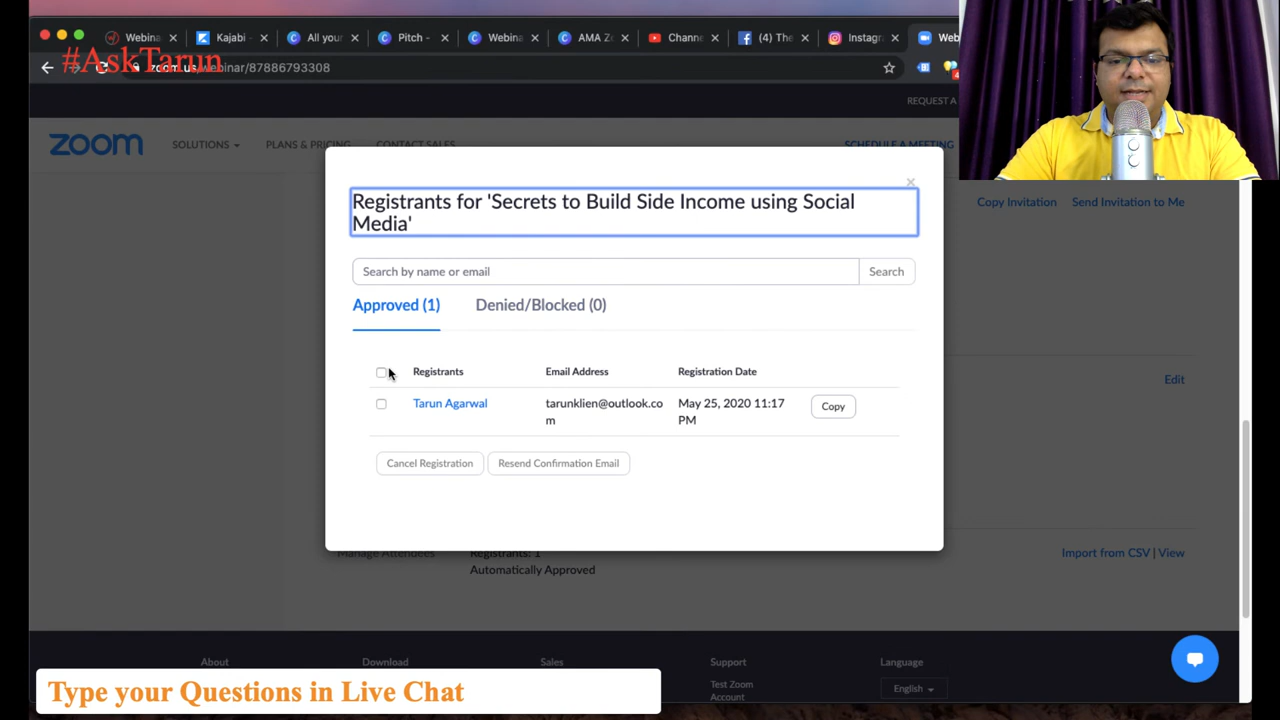 Webina
Kajabi -
All your
Pitch -
Webina
AMA Z
Channe
(4) The
Instagr
Web
#AskTarun
zoom.us/webinar/87886793308
REQUEST A
zoom
SOLUTIONS
PLANS & PRICING
CONTACT SALES
SCHEDULE A MEETING
Copy Invitation
Send Invitation to Me
×
Registrants for 'Secrets to Build Side Income using Social
Media'
Search by name or email
Search
Approved (1)
Denied/Blocked (0)
Registrants
Email Address
Registration Date
Edit
Tarun Agarwal
tarunklien@outlook.co
m
May 25, 2020 11:17
PM
Copy
Cancel Registration
Resend Confirmation Email
Manage Attendees
Registrants: 1
Automatically Approved
Import from CSV | View
About
Download
Sales
Support
Language
Test Zoom
Account
English
Type your Questions in Live Chat